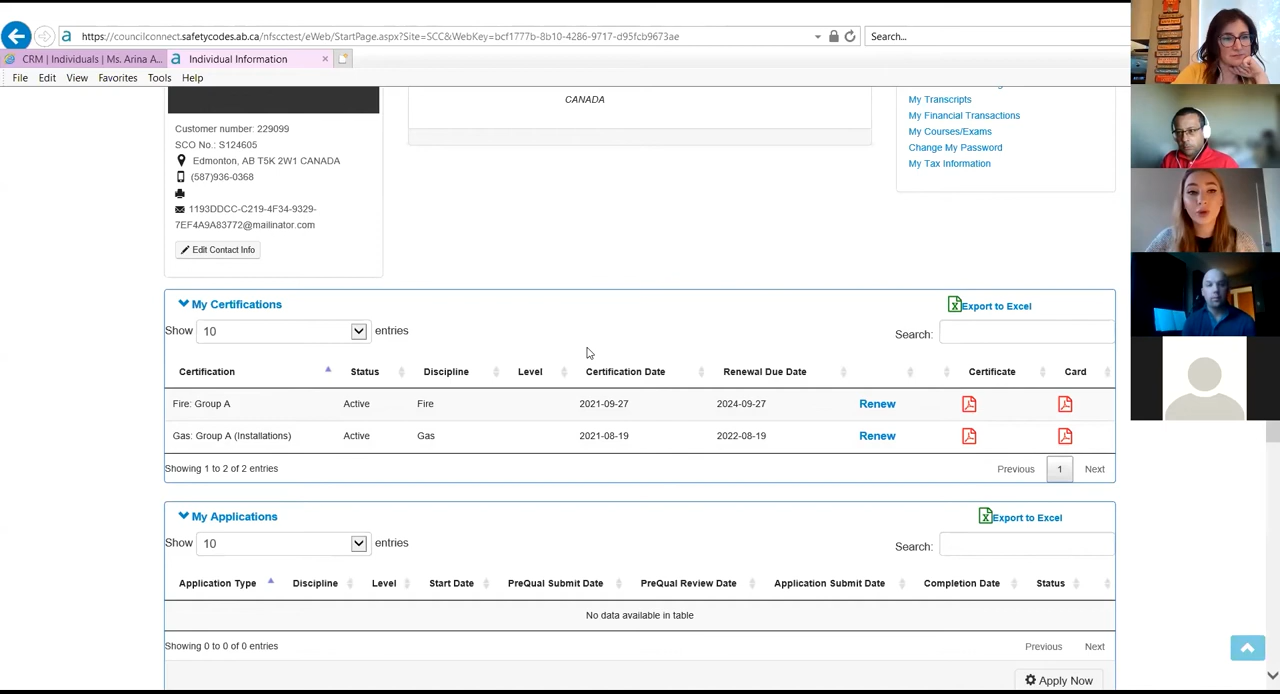 https://councilconnect.safetycodes.ab.ca/nfsccctest/eWeb/StartPage.aspx?Site=SCC&WebKey=bcf1777b-8b10-4286-9717-d95fcb9673ae
Search...
CRM | Individuals | Ms. Arina A...
Individual Information
File Edit View Favorites Tools Help
CANADA
My Transcripts
My Financial Transactions
My Courses/Exams
Change My Password
My Tax Information
Customer number: 229099
SCO No.: S124605
Edmonton, AB T5K 2W1 CANADA
(587)936-0368
1193DDCC-C219-4F34-9329-
7EF4A9A83772@mailinator.com
Edit Contact Info
My Certifications
Export to Excel
Show 10 entries
Search:
Certification Status Discipline Level Certification Date Renewal Due Date Certificate Card
Fire: Group A Active Fire 2021-09-27 2024-09-27 Renew
Gas: Group A (Installations) Active Gas 2021-08-19 2022-08-19 Renew
Showing 1 to 2 of 2 entries
Previous 1 Next
My Applications
Export to Excel
Show 10 entries
Search:
Application Type Discipline Level Start Date PreQual Submit Date PreQual Review Date Application Submit Date Completion Date Status
No data available in table
Showing 0 to 0 of 0 entries
Previous Next
Apply Now